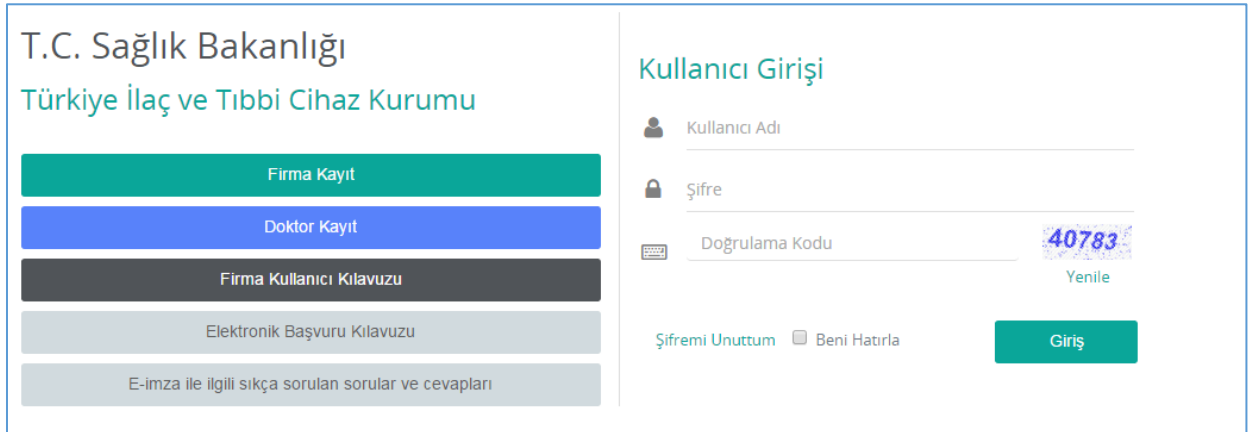 T.C. Sağlık Bakanlığı
Türkiye İlaç ve Tıbbi Cihaz Kurumu
Firma Kayıt
Doktor Kayıt
Firma Kullanıcı Kılavuzu
Elektronik Başvuru Kılavuzu
E-imza ile ilgili sıkça sorulan sorular ve cevapları
Kullanıcı Girişi
Kullanıcı Adı
Şifre
Doğrulama Kodu
40783
Yenile
Şifremi Unuttum Beni Hatırla Giriş